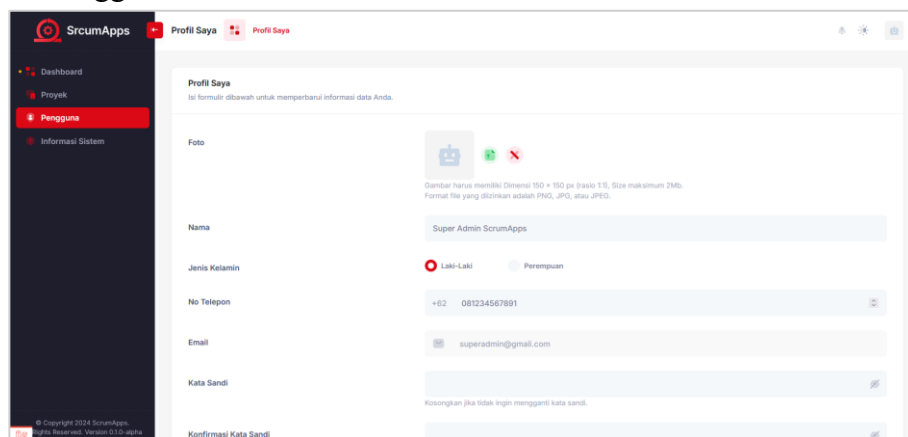 SrcumApps
Profil Saya
Profil Saya
Dashboard
Proyek
Pengguna
Informasi Sistem
Profil Saya
Isi formulir dibawah untuk memperbarui informasi data Anda.
Foto
Gambar harus memiliki Dimensi 150 x 150 px (rasio 1:1), Size maksimum 2Mb.
Format file yang diizinkan adalah PNG, JPG, atau JPEG.
Nama
Super Admin ScrumApps
Jenis Kelamin
Laki-Laki
Perempuan
No Telepon
+62 081234567891
Email
superadmin@gmail.com
Kata Sandi
Kosongkan jika tidak ingin mengganti kata sandi.
Konfirmasi Kata Sandi
© Copyright 2024 ScrumApps.
Rights Reserved. Version 0.1.0-alpha